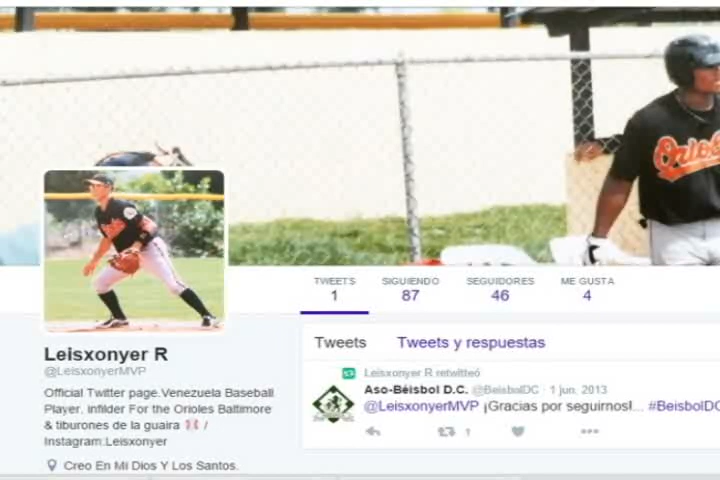 Orioles
TWEETS SIGUIENDO SEGUIDORES ME GUSTA
1 87 46 4
Leisxonyer R
@LeisxonyerMVP
Official Twitter page.Venezuela Baseball
Player. Infilder For the Orioles Baltimore
& tiburones de la guaira /
Instagram:Leisxonyer
Creo En Mi Dios Y Los Santos.
Tweets Tweets y respuestas
Leisxonyer R retwitteó
Aso-Béisbol D.C. @BeisbolDC · 1 jun. 2013
@LeisxonyerMVP ¡Gracias por seguirnos!... #BeisbolDC
1